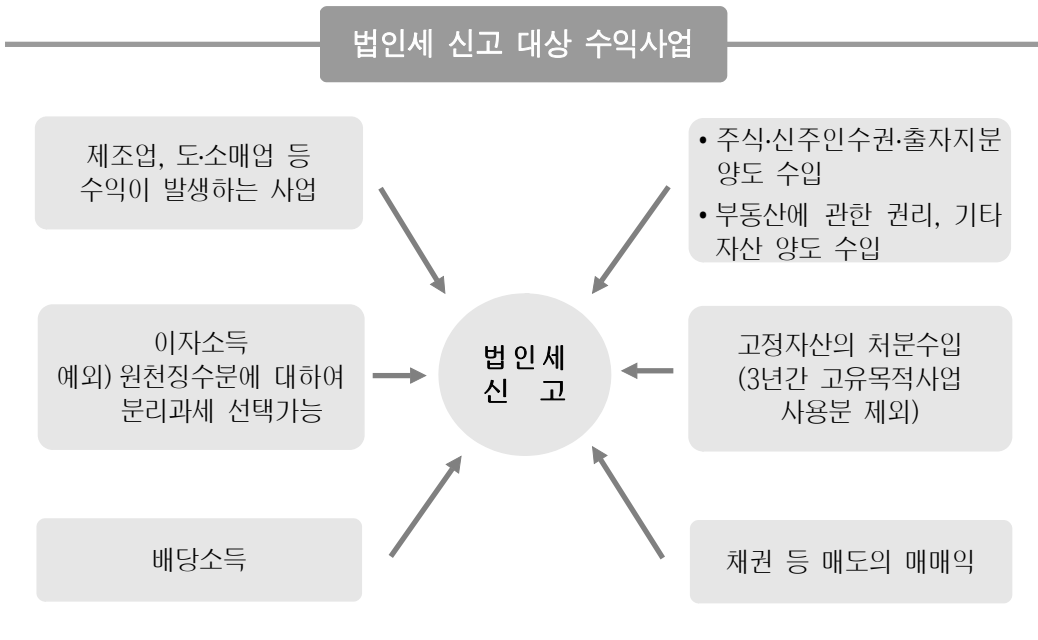 법인세 신고 대상 수익사업
제조업, 도·소매업 등
수익이 발생하는 사업
• 주식·신주인수권·출자지분
양도 수입
• 부동산에 관한 권리, 기타
자산 양도 수입
이자소득
예외) 원천징수분에 대하여
분리과세 선택가능
법인세
신 고
고정자산의 처분수입
(3년간 고유목적사업
사용분 제외)
배당소득
채권 등 매도의 매매익